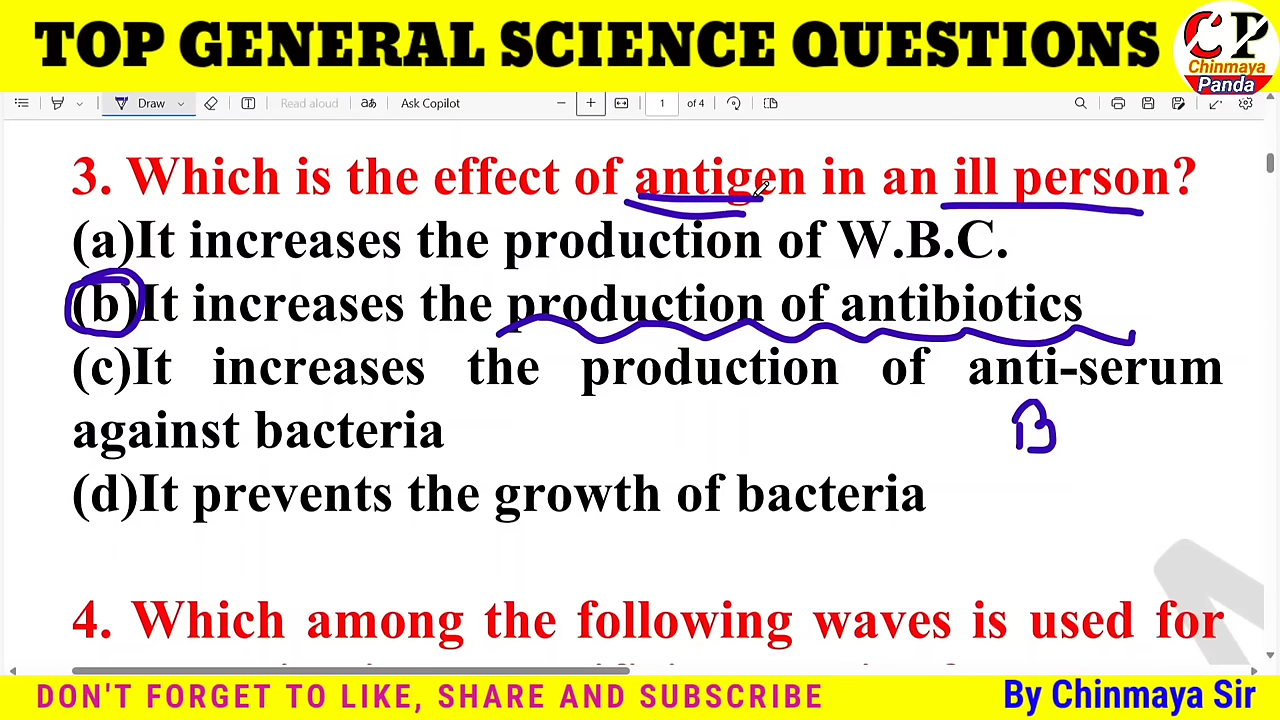 TOP GENERAL SCIENCE QUESTIONS
CP
Chinmaya
Panda
Draw
Read aloud
Ask Copilot
1 of 4
3. Which is the effect of antigen in an ill person?
(a)It increases the production of W.B.C.
(b)It increases the production of antibiotics
(c)It increases the production of anti-serum
against bacteria
B
(d)It prevents the growth of bacteria
4. Which among the following waves is used for
DON'T FORGET TO LIKE, SHARE AND SUBSCRIBE
By Chinmaya Sir